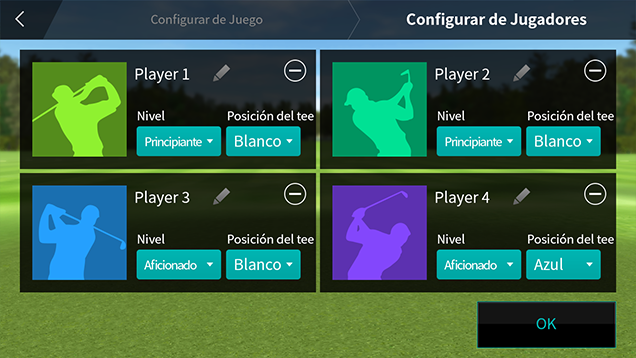 Configurar de Juego
Configurar de Jugadores
Player 1
Nivel Posición del tee
Principiante Blanco
Player 2
Nivel Posición del tee
Principiante Blanco
Player 3
Nivel Posición del tee
Aficionado Blanco
Player 4
Nivel Posición del tee
Aficionado Azul
OK